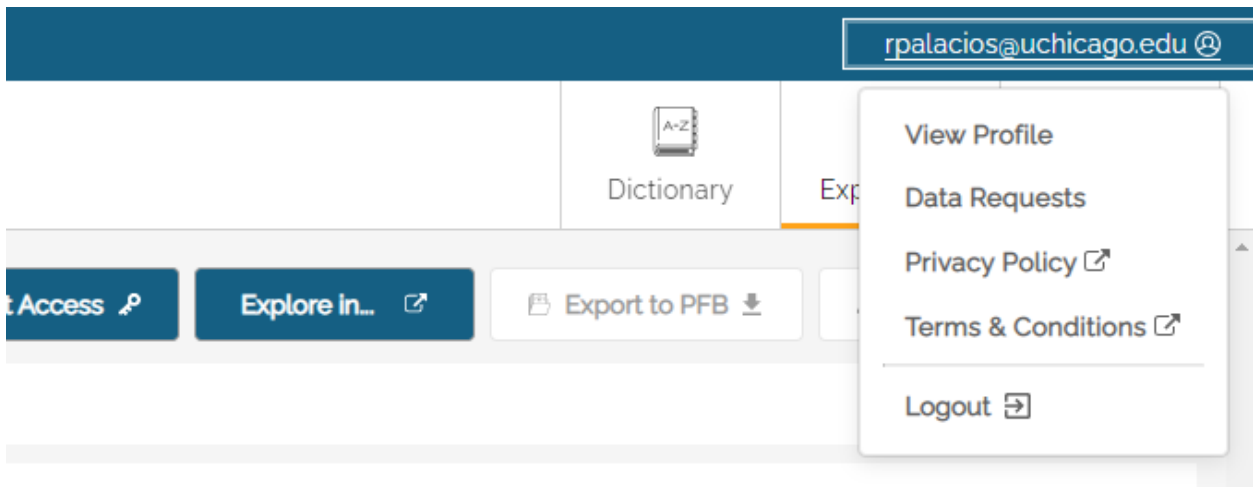 rpalacios@uchicago.edu
A-Z
Dictionary
Exp
View Profile
Data Requests
Privacy Policy
Terms & Conditions
Logout
t Access
Explore in...
Export to PFB